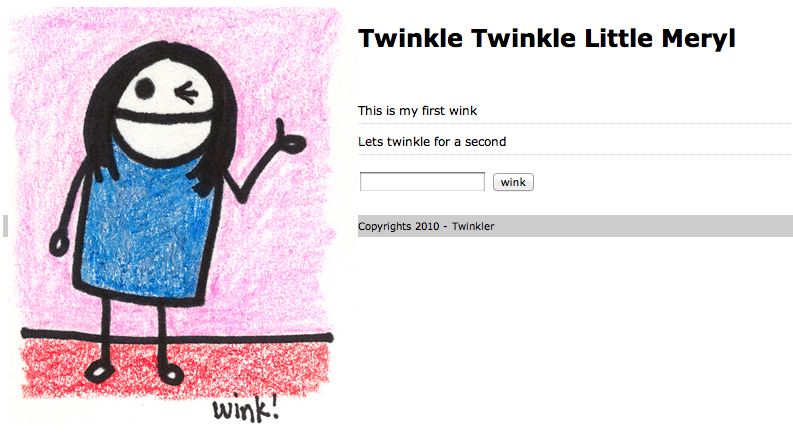 Twinkle Twinkle Little Meryl
This is my first wink
Lets twinkle for a second
wink
Copyrights 2010 - Twinkler
wink!